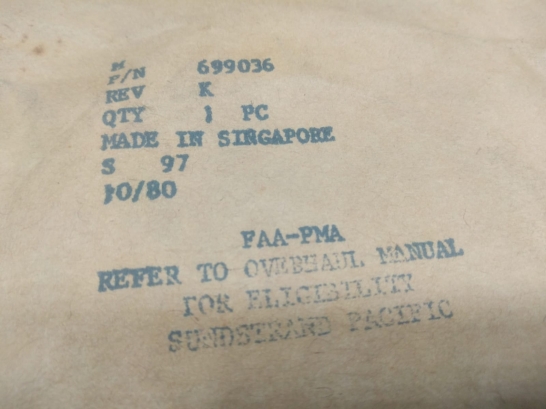 M
P/N 699036
REV K
QTY 1 PC
MADE IN SINGAPORE
S 97
10/80
FAA-PMA
REFER TO OVERHAUL MANUAL
FOR ELIGIBILITY
SUNDSTRAND PACIFIC